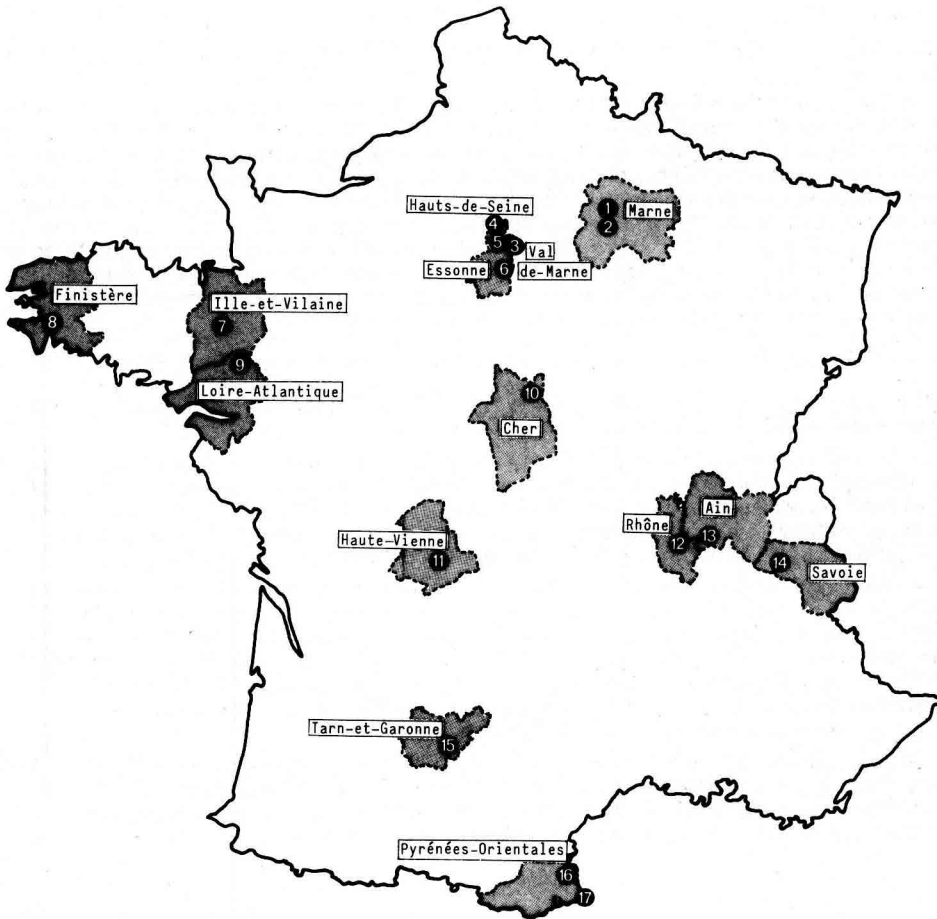 Hauts-de-Seine
4
1
Marne
2
5
3
Val
Essonne
6
de-Marne
Finistère
8
Ille-et-Vilaine
7
9
Loire-Atlantique
10
Cher
Ain
Rhône
12
13
Haute-Vienne
11
14
Savoie
Tarn-et-Garonne
15
Pyrénées-Orientales
16
17